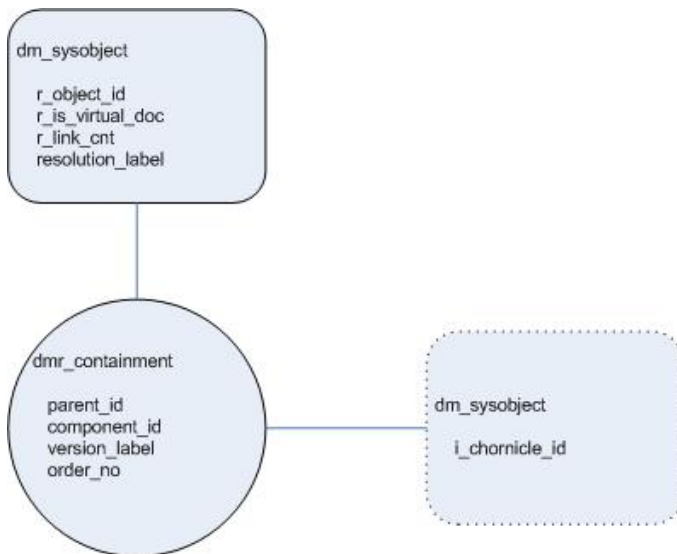 dm_sysobject
r_object_id
r_is_virtual_doc
r_link_cnt
resolution_label
dmr_containment
parent_id
component_id
version_label
order_no
dm_sysobject
i_chornicle_id